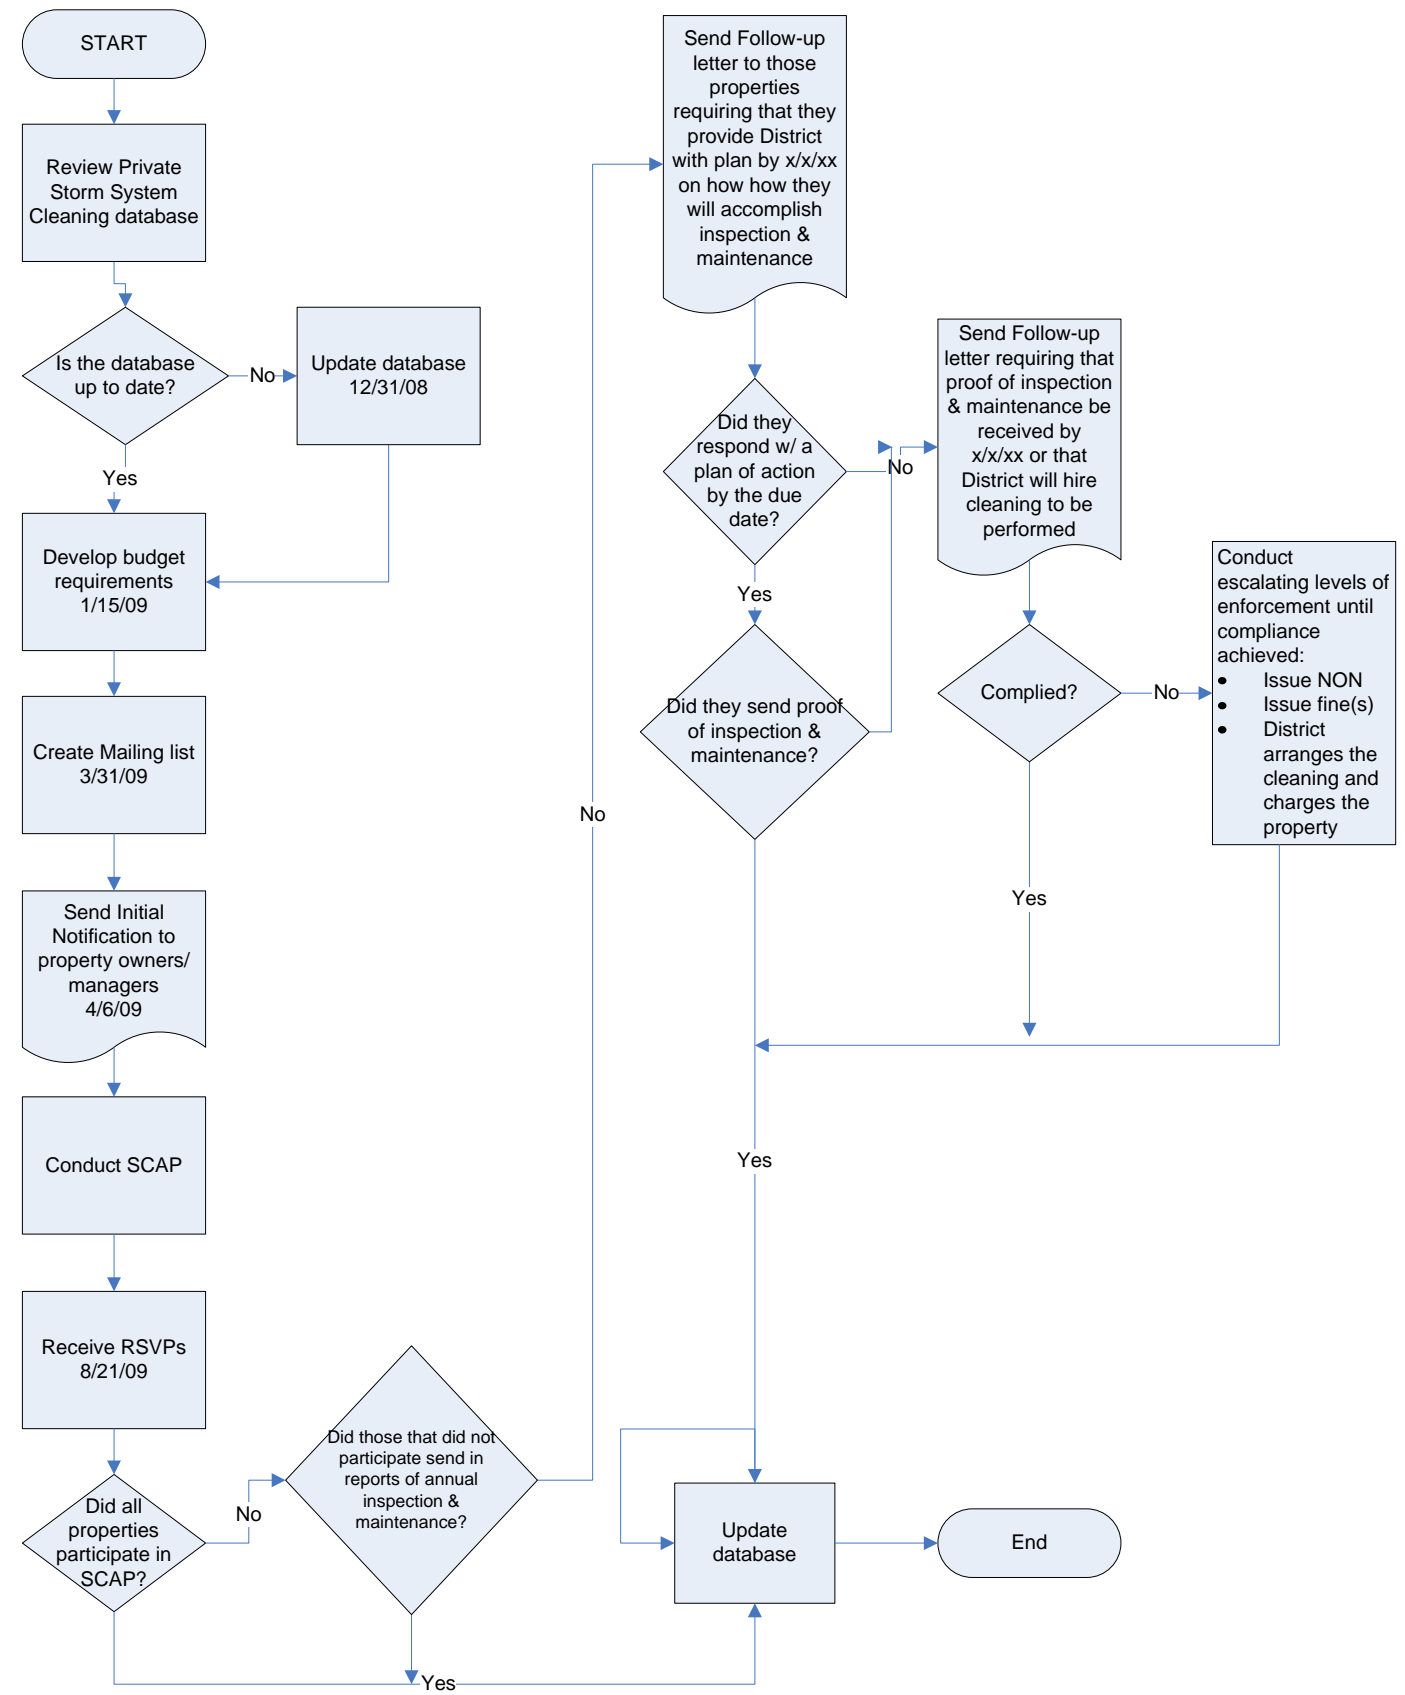 START
Review Private
Storm System
Cleaning database
Is the database
up to date?
No
Update database
12/31/08
Yes
Develop budget
requirements
1/15/09
Create Mailing list
3/31/09
Send Initial
Notification to
property owners/
managers
4/6/09
Conduct SCAP
Receive RSVPs
8/21/09
Did all
properties
participate in
SCAP?
No
Did those that did not
participate send in
reports of annual
inspection &
maintenance?
Yes
No
Send Follow-up
letter to those
properties
requiring that they
provide District
with plan by x/x/xx
on how how they
will accomplish
inspection &
maintenance
Did they
respond w/ a
plan of action
by the due
date?
No
Yes
Did they send proof
of inspection &
maintenance?
Send Follow-up
letter requiring that
proof of inspection
& maintenance be
received by
x/x/xx or that
District will hire
cleaning to be
performed
Complied?
No
Yes
Conduct
escalating levels of
enforcement until
compliance
achieved:
• Issue NON
• Issue fine(s)
• District
arranges the
cleaning and
charges the
property
Yes
Update
database
End